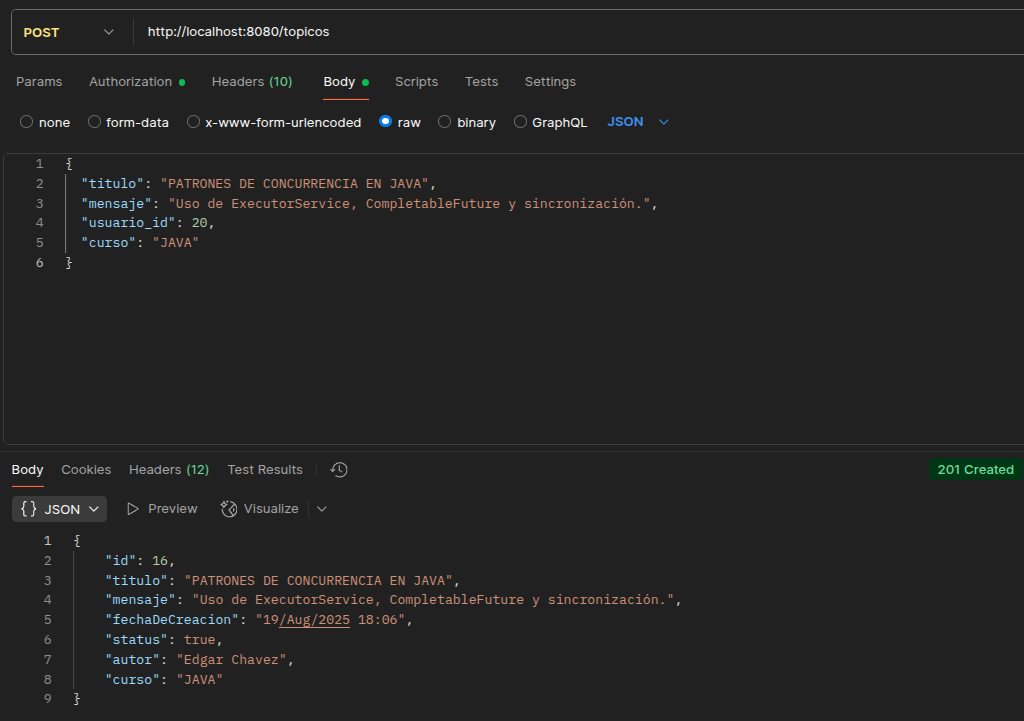 POST http://localhost:8080/topicos
Params Authorization Headers (10) Body Scripts Tests Settings
none form-data x-www-form-urlencoded raw binary GraphQL JSON
1 {
2 "titulo": "PATRONES DE CONCURRENCIA EN JAVA",
3 "mensaje": "Uso de ExecutorService, CompletableFuture y sincronización.",
4 "usuario_id": 20,
5 "curso": "JAVA"
6 }
Body Cookies Headers (12) Test Results 201 Created
{} JSON Preview Visualize
1 {
2 "id": 16,
3 "titulo": "PATRONES DE CONCURRENCIA EN JAVA",
4 "mensaje": "Uso de ExecutorService, CompletableFuture y sincronización.",
5 "fechaDeCreacion": "19/Aug/2025 18:06",
6 "status": true,
7 "autor": "Edgar Chavez",
8 "curso": "JAVA"
9 }